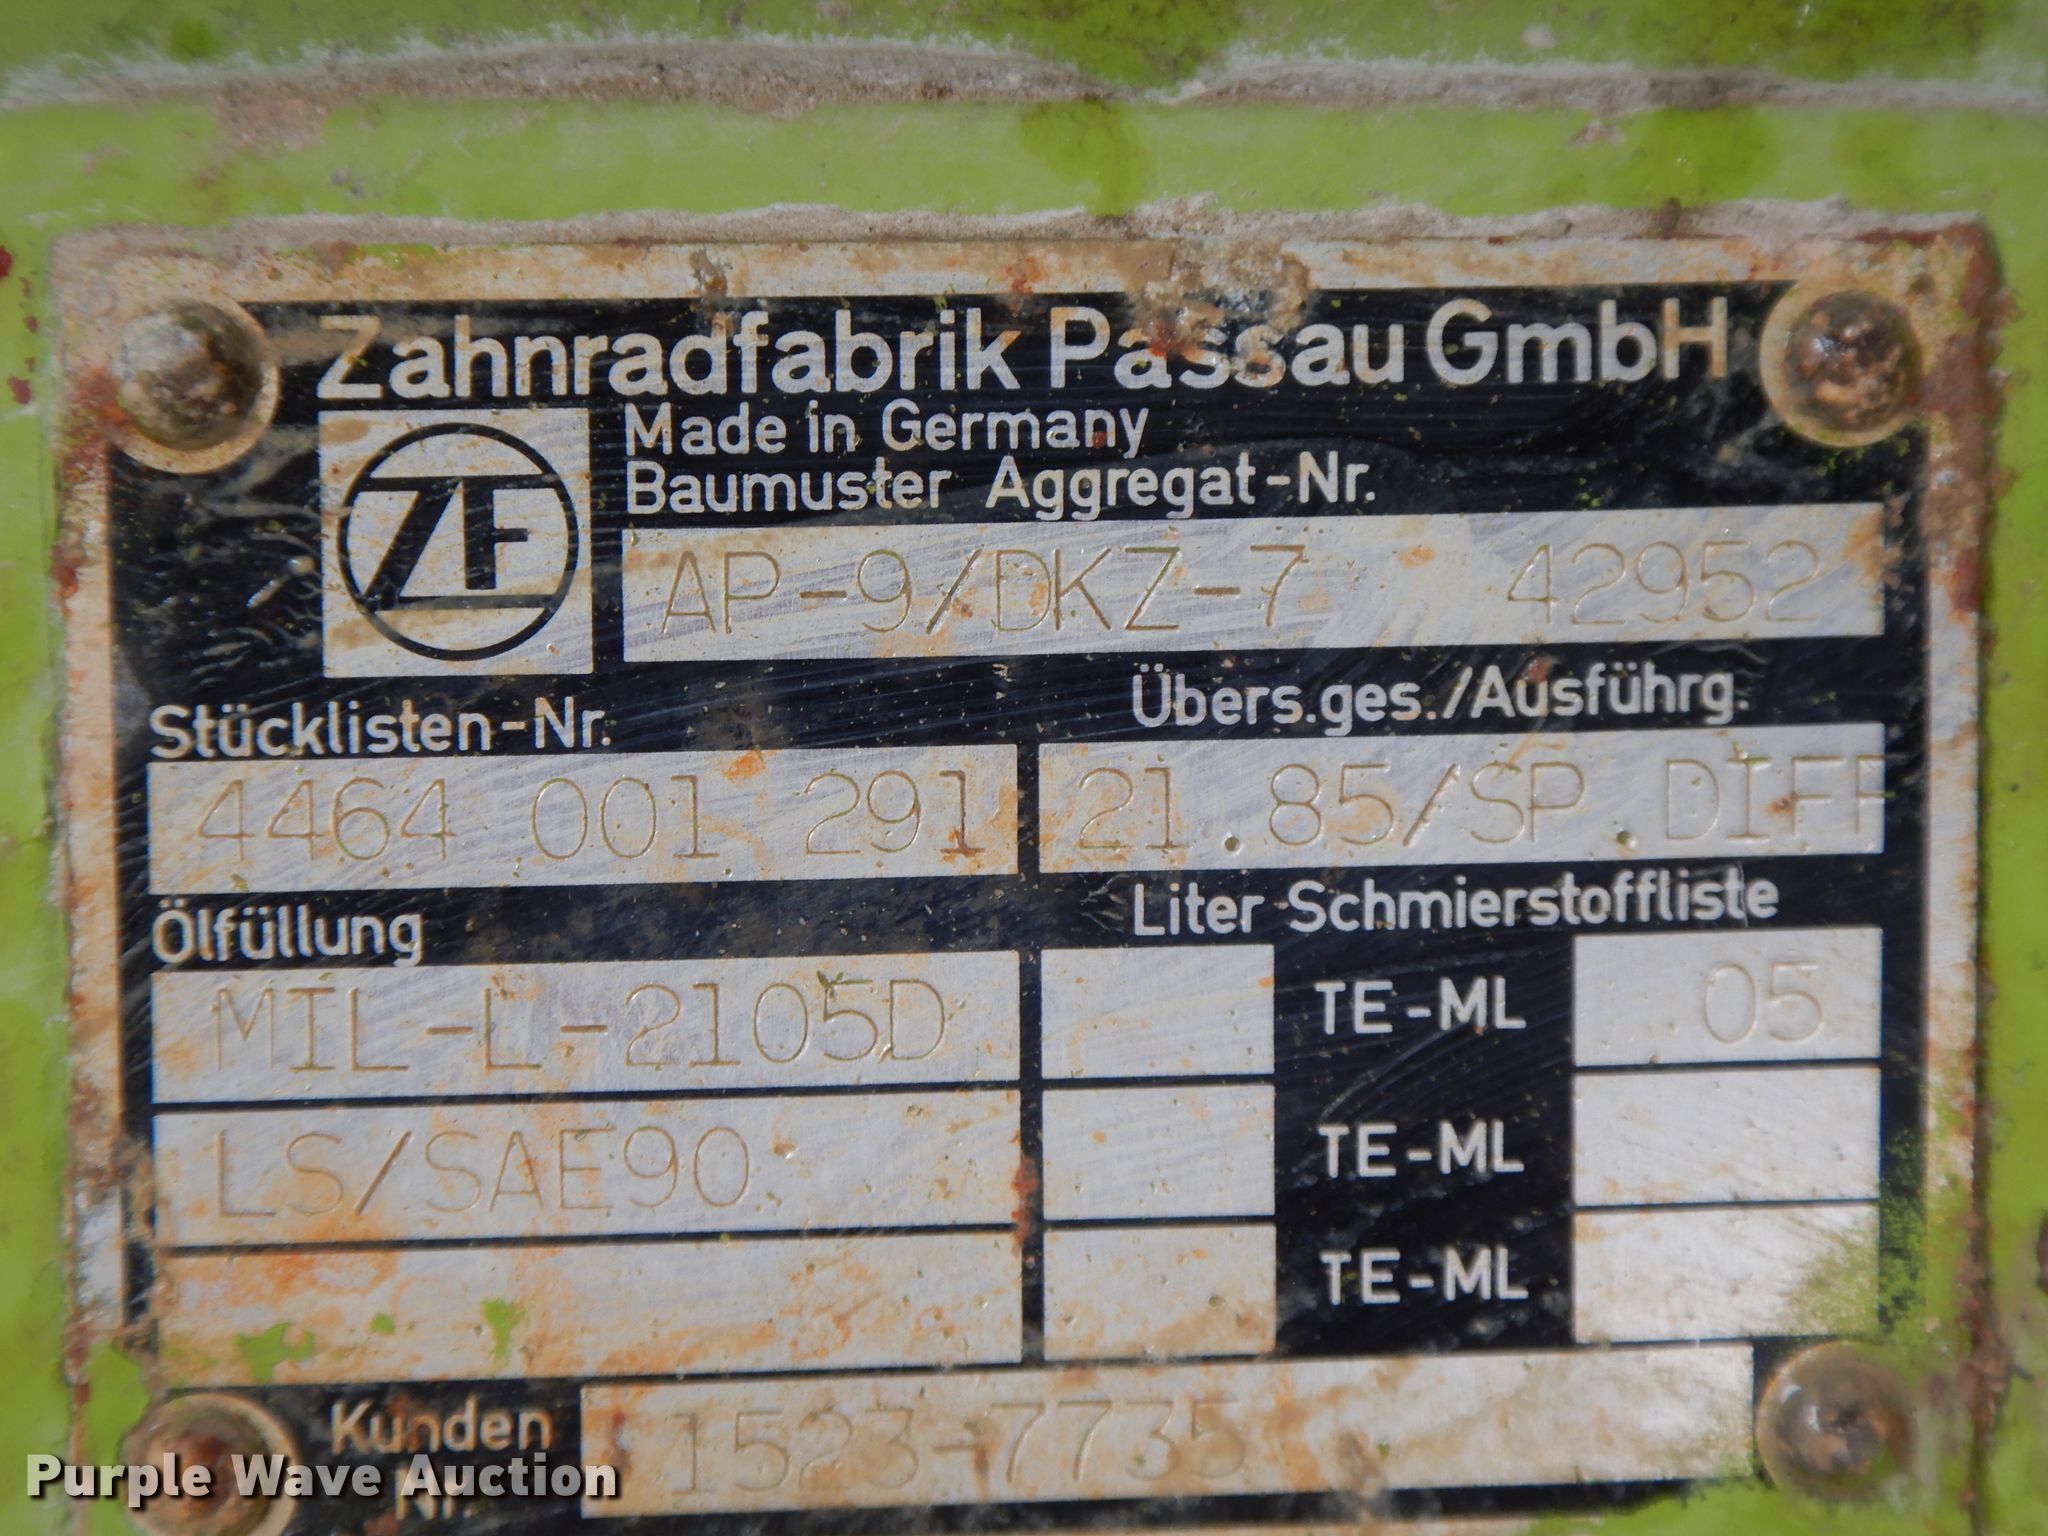 Zahnradfabrik Passau GmbH
ZF
Made in Germany
Baumuster Aggregat-Nr.
AP-9/DKZ-7 42952
Stücklisten-Nr. Übers.ges./Ausführg.
4464 001 291 21.85/SP.DIFF
Ölfüllung Liter Schmierstoffliste
MIL-L-2105D TE-ML 05
LS/SAE90 TE-ML
TE-ML
Kunden Nr. 1523-7735
Purple Wave Auction